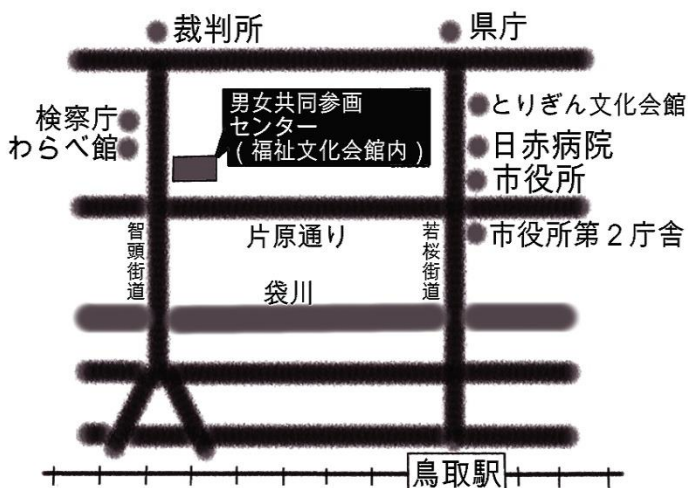 裁判所
県庁
男女共同参画
センター
(福祉文化会館内)
とりぎん文化会館
検察庁
わらべ館
日赤病院
市役所
市役所第2庁舎
片原通り
智頭街道
若桜街道
袋川
鳥取駅